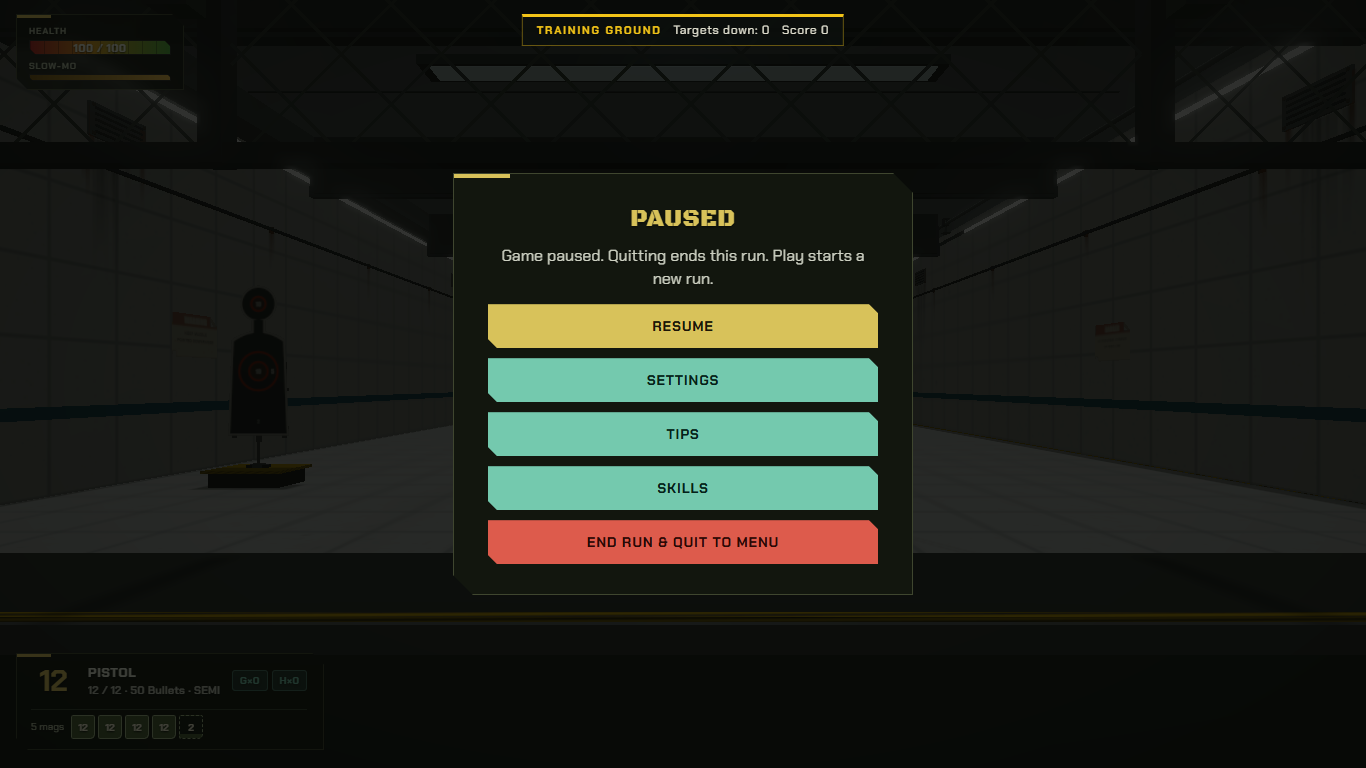 HEALTH
100 / 100
SLOW-MO
TRAINING GROUND Targets down: 0 Score 0
PAUSED
Game paused. Quitting ends this run. Play starts a
new run.
RESUME
SETTINGS
TIPS
SKILLS
END RUN & QUIT TO MENU
12 PISTOL
12 / 12 · 50 Bullets · SEMI
G×0 H×0
5 mags 12 12 12 12 2